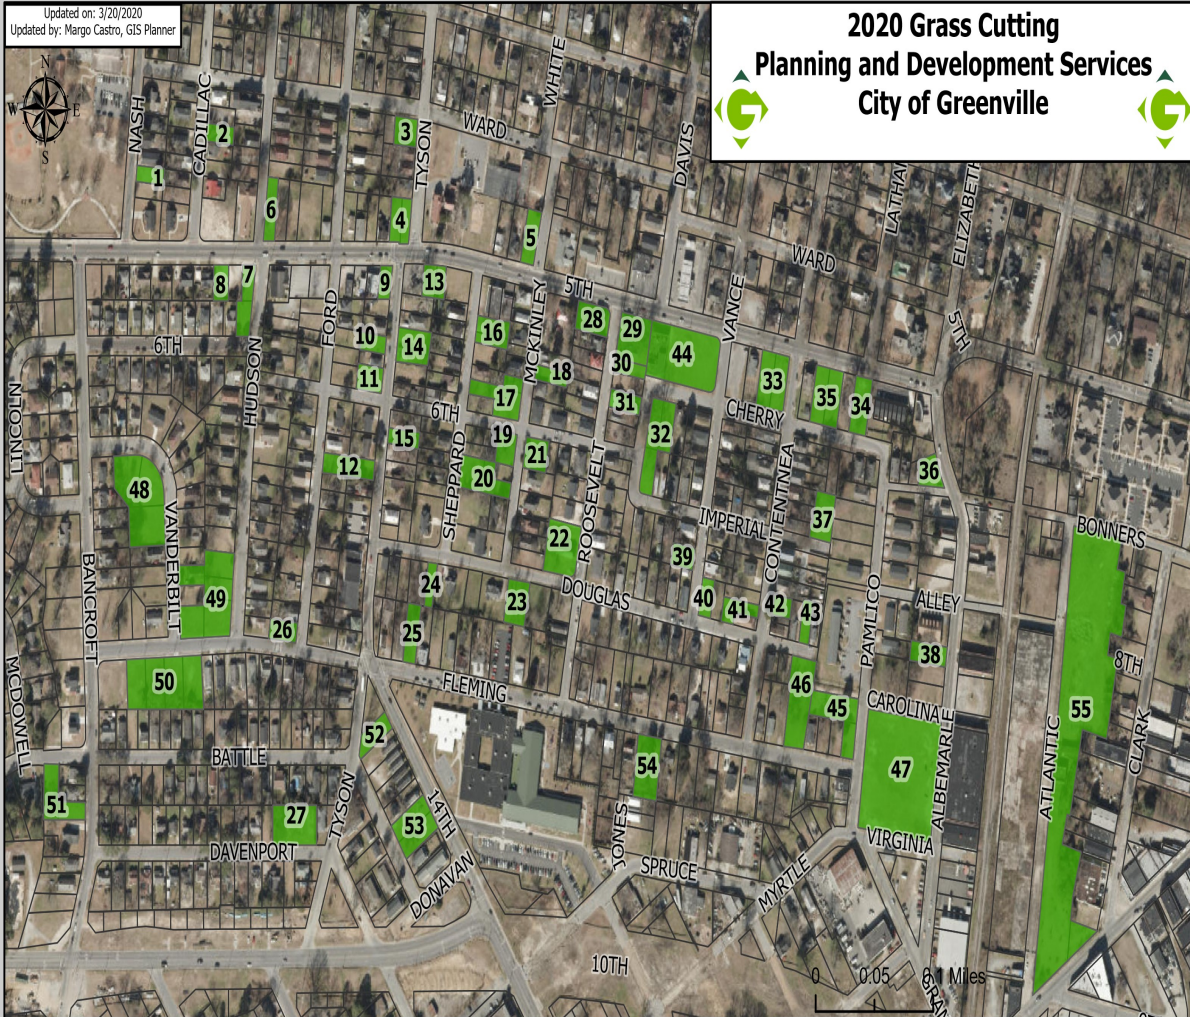 Updated on: 3/20/2020
Updated by: Margo Castro, GIS Planner
2020 Grass Cutting
Planning and Development Services
City of Greenville
G
G
N
W
E
S
NASH
CADILLAC
TYSON
WARD
WHITE
DAVIS
LATHAM
ELIZABETH
WARD
1
2
3
4
5
6
7
8
9
10
11
12
13
14
15
16
17
18
19
20
21
22
23
24
25
26
27
28
29
30
31
32
33
34
35
36
37
38
39
40
41
42
43
44
45
46
47
48
49
50
51
52
53
54
55
5TH
5TH
6TH
6TH
FORD
HUDSON
LINCOLN
MCKINLEY
VANCE
CHERRY
SHEPPARD
ROOSEVELT
CONTENTNEA
IMPERIAL
DOUGLAS
VANDERBILT
BANCROFT
MCDOWELL
BONNERS
ALLEY
PAMLICO
8TH
FLEMING
CAROLINA
ALBEMARLE
ATLANTIC
CLARK
BATTLE
TYSON
14TH
DAVENPORT
DONAVAN
JONES
SPRUCE
MYRTLE
VIRGINIA
10TH
0
0.05
0.1 Miles